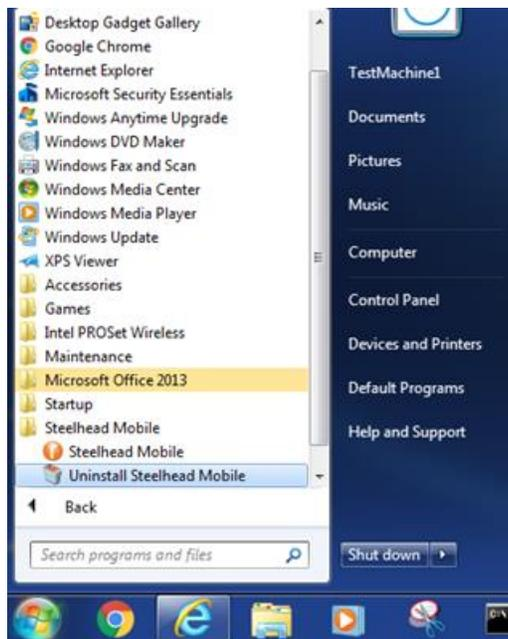 Desktop Gadget Gallery
Google Chrome
Internet Explorer
Microsoft Security Essentials
Windows Anytime Upgrade
Windows DVD Maker
Windows Fax and Scan
Windows Media Center
Windows Media Player
Windows Update
XPS Viewer
Accessories
Games
Intel PROSet Wireless
Maintenance
Microsoft Office 2013
Startup
Steelhead Mobile
Steelhead Mobile
Uninstall Steelhead Mobile
Back
Search programs and files
TestMachine1
Documents
Pictures
Music
Computer
Control Panel
Devices and Printers
Default Programs
Help and Support
Shut down
C:\